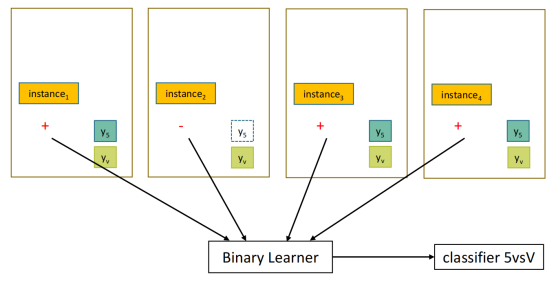 instance₁
instance₂
instance₃
instance₄
+
-
+
+
y₅
y₅
y₅
y₅
yᵥ
yᵥ
yᵥ
yᵥ
Binary Learner
classifier 5vsV